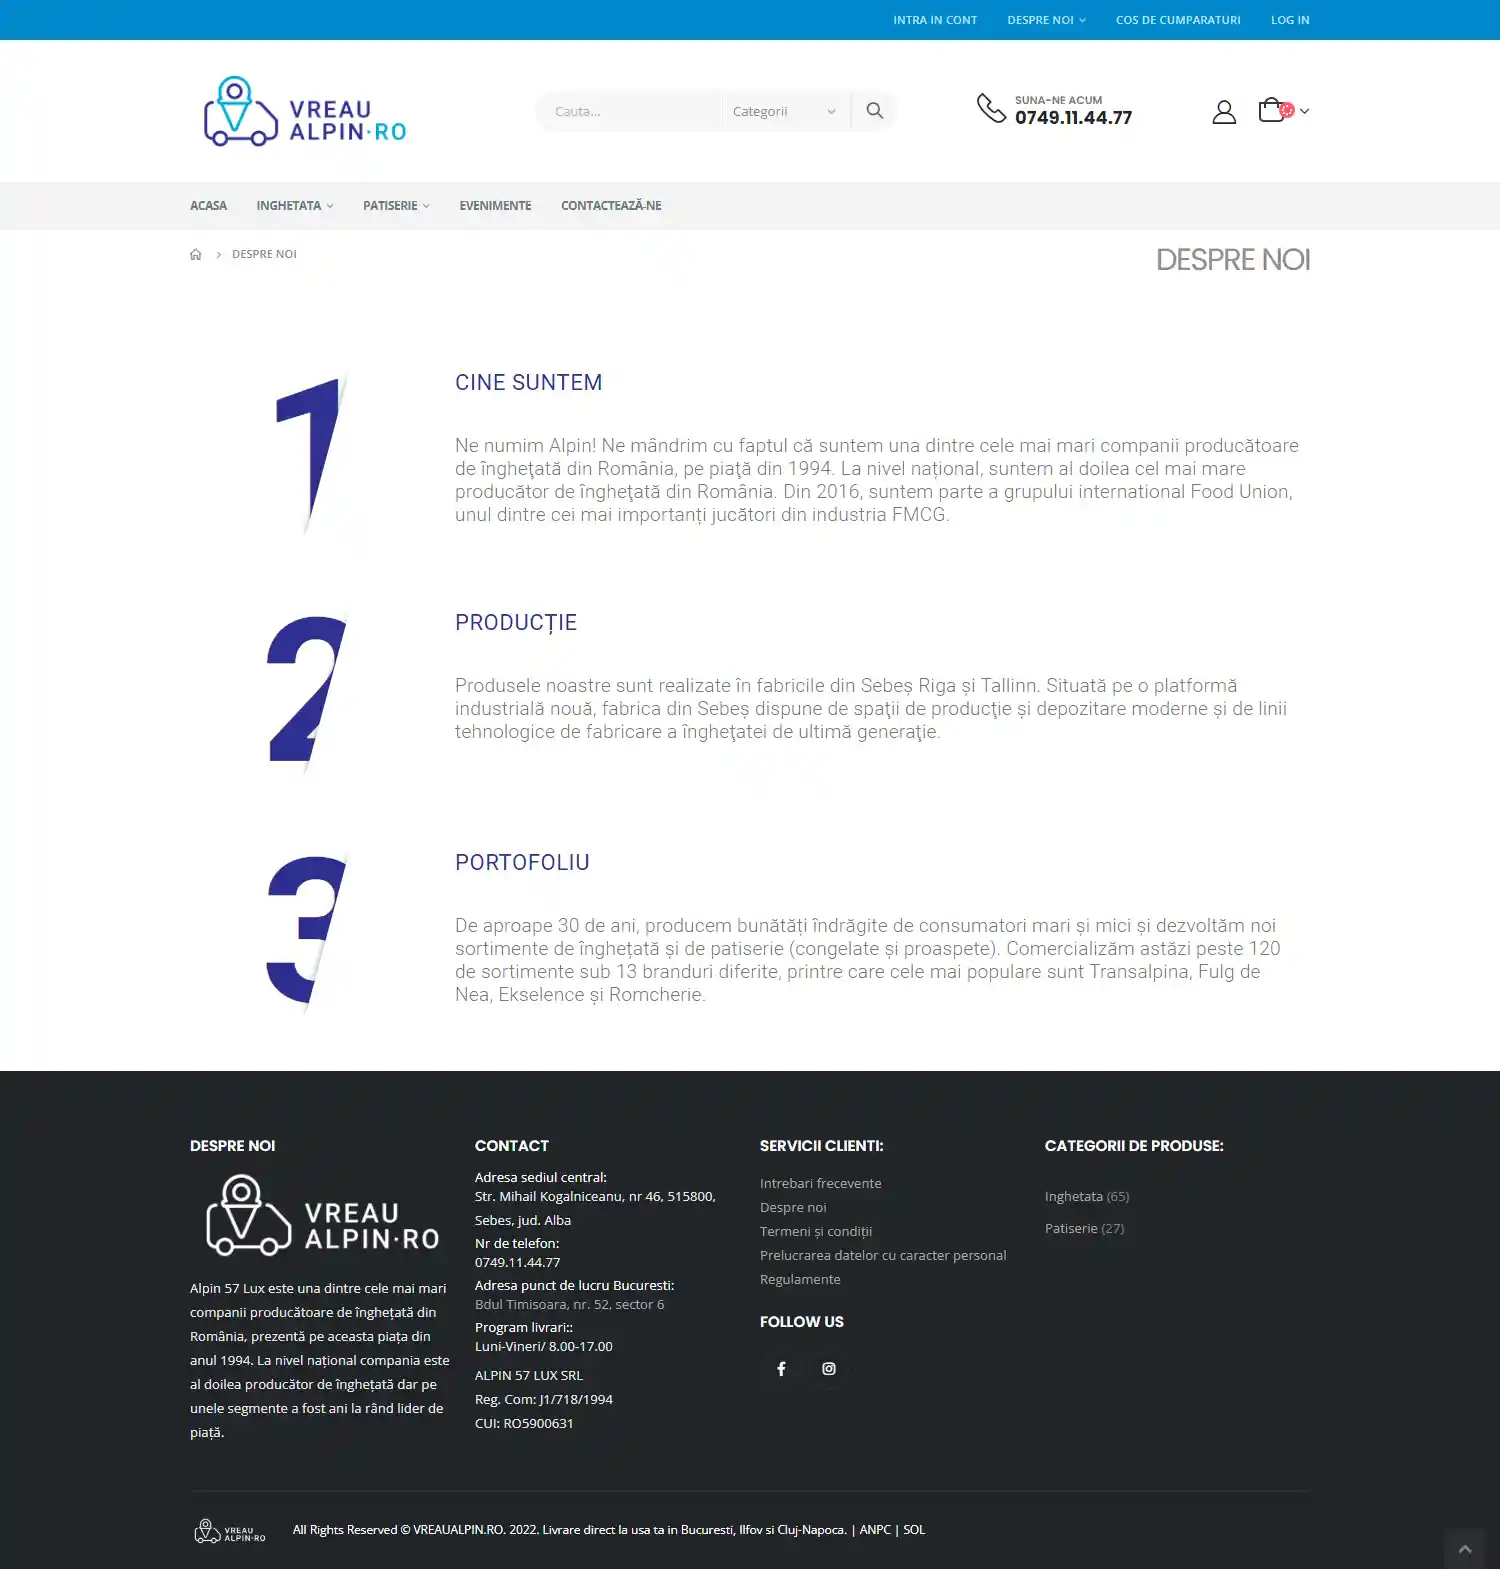 INTRA IN CONT DESPRE NOI COS DE CUMPARATURI LOG IN
VREAU
ALPIN·RO
Cauta...
Categorii
SUNA-NE ACUM
0749.11.44.77
ACASA INGHETATA PATISERIE EVENIMENTE CONTACTEAZĂ-NE
DESPRE NOI
DESPRE NOI
1
CINE SUNTEM
Ne numim Alpin! Ne mândrim cu faptul că suntem una dintre cele mai mari companii producătoare
de îngheţată din România, pe piaţă din 1994. La nivel național, suntem al doilea cel mai mare
producător de îngheţată din România. Din 2016, suntem parte a grupului international Food Union,
unul dintre cei mai importanți jucători din industria FMCG.
2
PRODUCȚIE
Produsele noastre sunt realizate în fabricile din Sebeș Riga și Tallinn. Situată pe o platformă
industrială nouă, fabrica din Sebeș dispune de spaţii de producţie și depozitare moderne și de linii
tehnologice de fabricare a îngheţatei de ultimă generaţie.
3
PORTOFOLIU
De aproape 30 de ani, producem bunătăți îndrăgite de consumatori mari și mici și dezvoltăm noi
sortimente de înghețată și de patiserie (congelate și proaspete). Comercializăm astăzi peste 120
de sortimente sub 13 branduri diferite, printre care cele mai populare sunt Transalpina, Fulg de
Nea, Ekselence și Romcherie.
DESPRE NOI
VREAU
ALPIN·RO
Alpin 57 Lux este una dintre cele mai mari
companii producătoare de înghețată din
România, prezentă pe aceasta piața din
anul 1994. La nivel național compania este
al doilea producător de înghețată dar pe
unele segmente a fost ani la rând lider de
piață.
CONTACT
Adresa sediul central:
Str. Mihail Kogalniceanu, nr 46, 515800,
Sebes, jud. Alba
Nr de telefon:
0749.11.44.77
Adresa punct de lucru Bucuresti:
Bdul Timisoara, nr. 52, sector 6
Program livrari::
Luni-Vineri/ 8.00-17.00
ALPIN 57 LUX SRL
Reg. Com: J1/718/1994
CUI: RO5900631
SERVICII CLIENTI:
Intrebari frecevente
Despre noi
Termeni și condiții
Prelucrarea datelor cu caracter personal
Regulamente
FOLLOW US
CATEGORII DE PRODUSE:
Inghetata (65)
Patiserie (27)
VREAU
ALPIN·RO
All Rights Reserved © VREAUALPIN.RO. 2022. Livrare direct la usa ta in Bucuresti, Ilfov si Cluj-Napoca. | ANPC | SOL